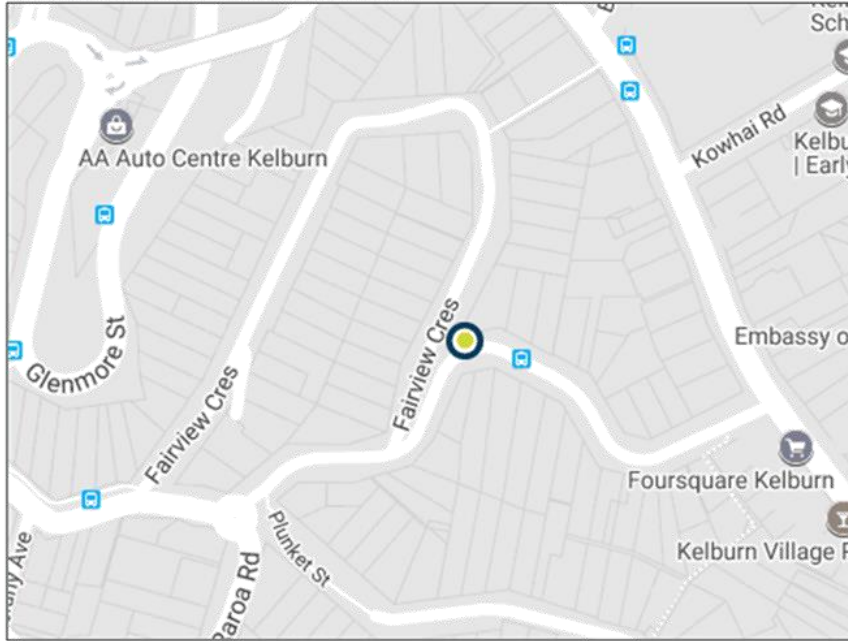 Sch
Kowhai Rd
Kelbu
| Early
AA Auto Centre Kelburn
Fairview Cres
Embassy o
Glenmore St
Fairview Cres
Foursquare Kelburn
Plunket St
Kelburn Village
Paroa Rd
Ave